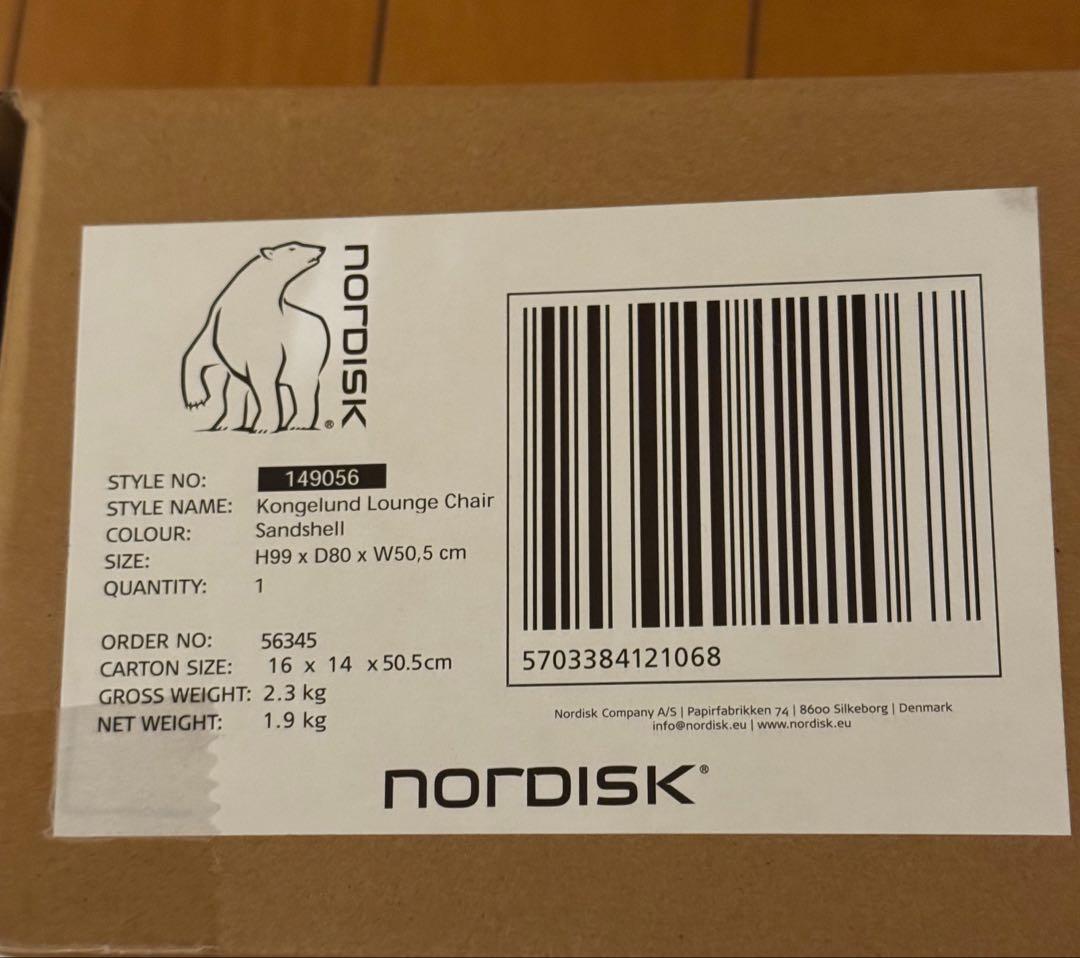 NORDISK®
STYLE NO: 149056
STYLE NAME: Kongelund Lounge Chair
COLOUR: Sandshell
SIZE: H99 x D80 x W50,5 cm
QUANTITY: 1
ORDER NO: 56345
CARTON SIZE: 16 x 14 x 50.5cm
GROSS WEIGHT: 2.3 kg
NET WEIGHT: 1.9 kg
5703384121068
Nordisk Company A/S | Papirfabrikken 74 | 8600 Silkeborg | Denmark
info@nordisk.eu | www.nordisk.eu
NORDISK®